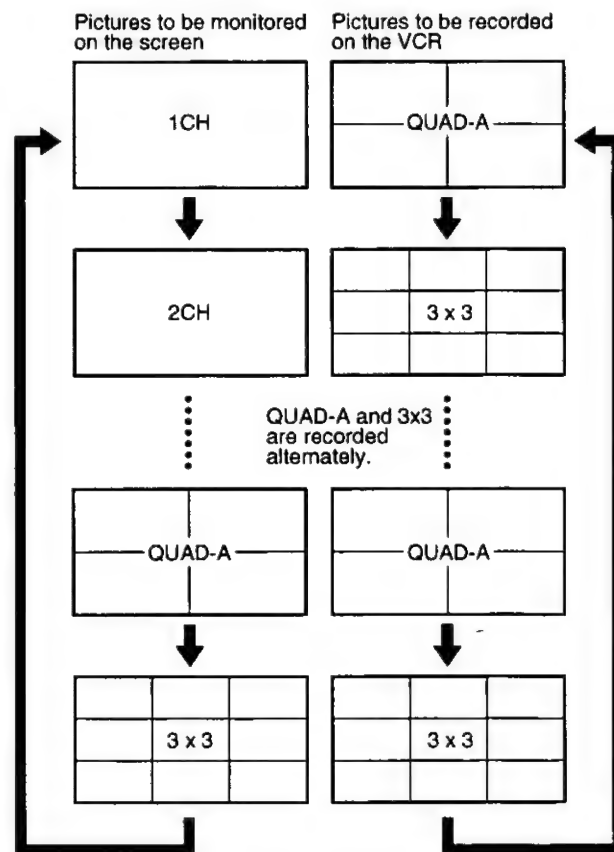 Pictures to be monitored
on the screen
Pictures to be recorded
on the VCR
1CH
QUAD-A
2CH
3 x 3
QUAD-A and 3x3
are recorded
alternately.
QUAD-A
QUAD-A
3 x 3
3 x 3